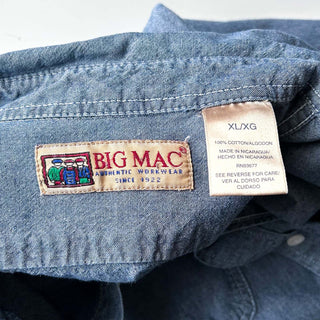 BIG MAC
AUTHENTIC WORKWEAR
SINCE 1922
XL/XG
100% COTTON/ALGODON
MADE IN NICARAGUA/
HECHO EN NICARAGUA
RN93677
SEE REVERSE FOR CARE/
VER AL DORSO PARA
CUIDADO